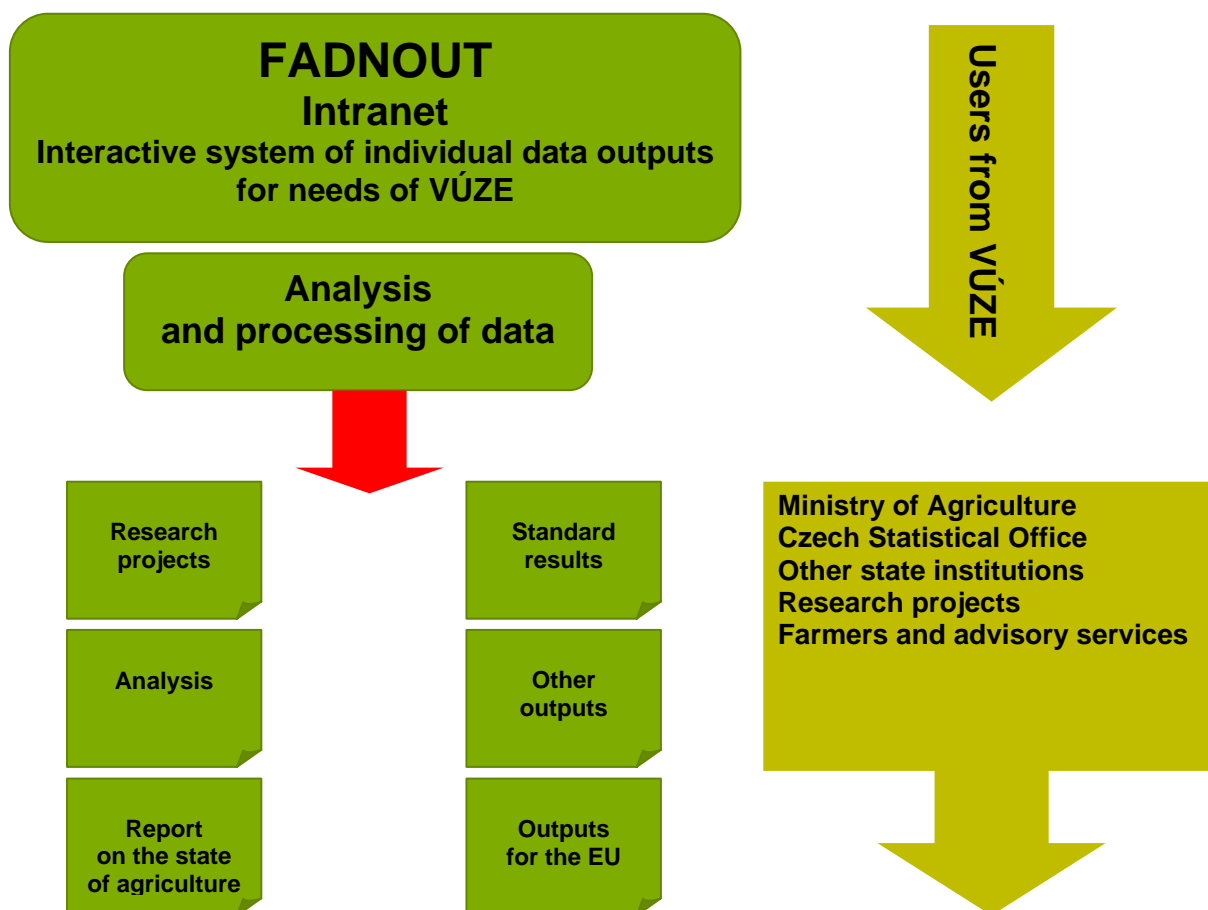 FADNOUT
Intranet
Interactive system of individual data outputs
for needs of VÚZE
Analysis
and processing of data
Users from VÚZE
Research
projects
Standard
results
Analysis
Other
outputs
Report
on the state
of agriculture
Outputs
for the EU
Ministry of Agriculture
Czech Statistical Office
Other state institutions
Research projects
Farmers and advisory services